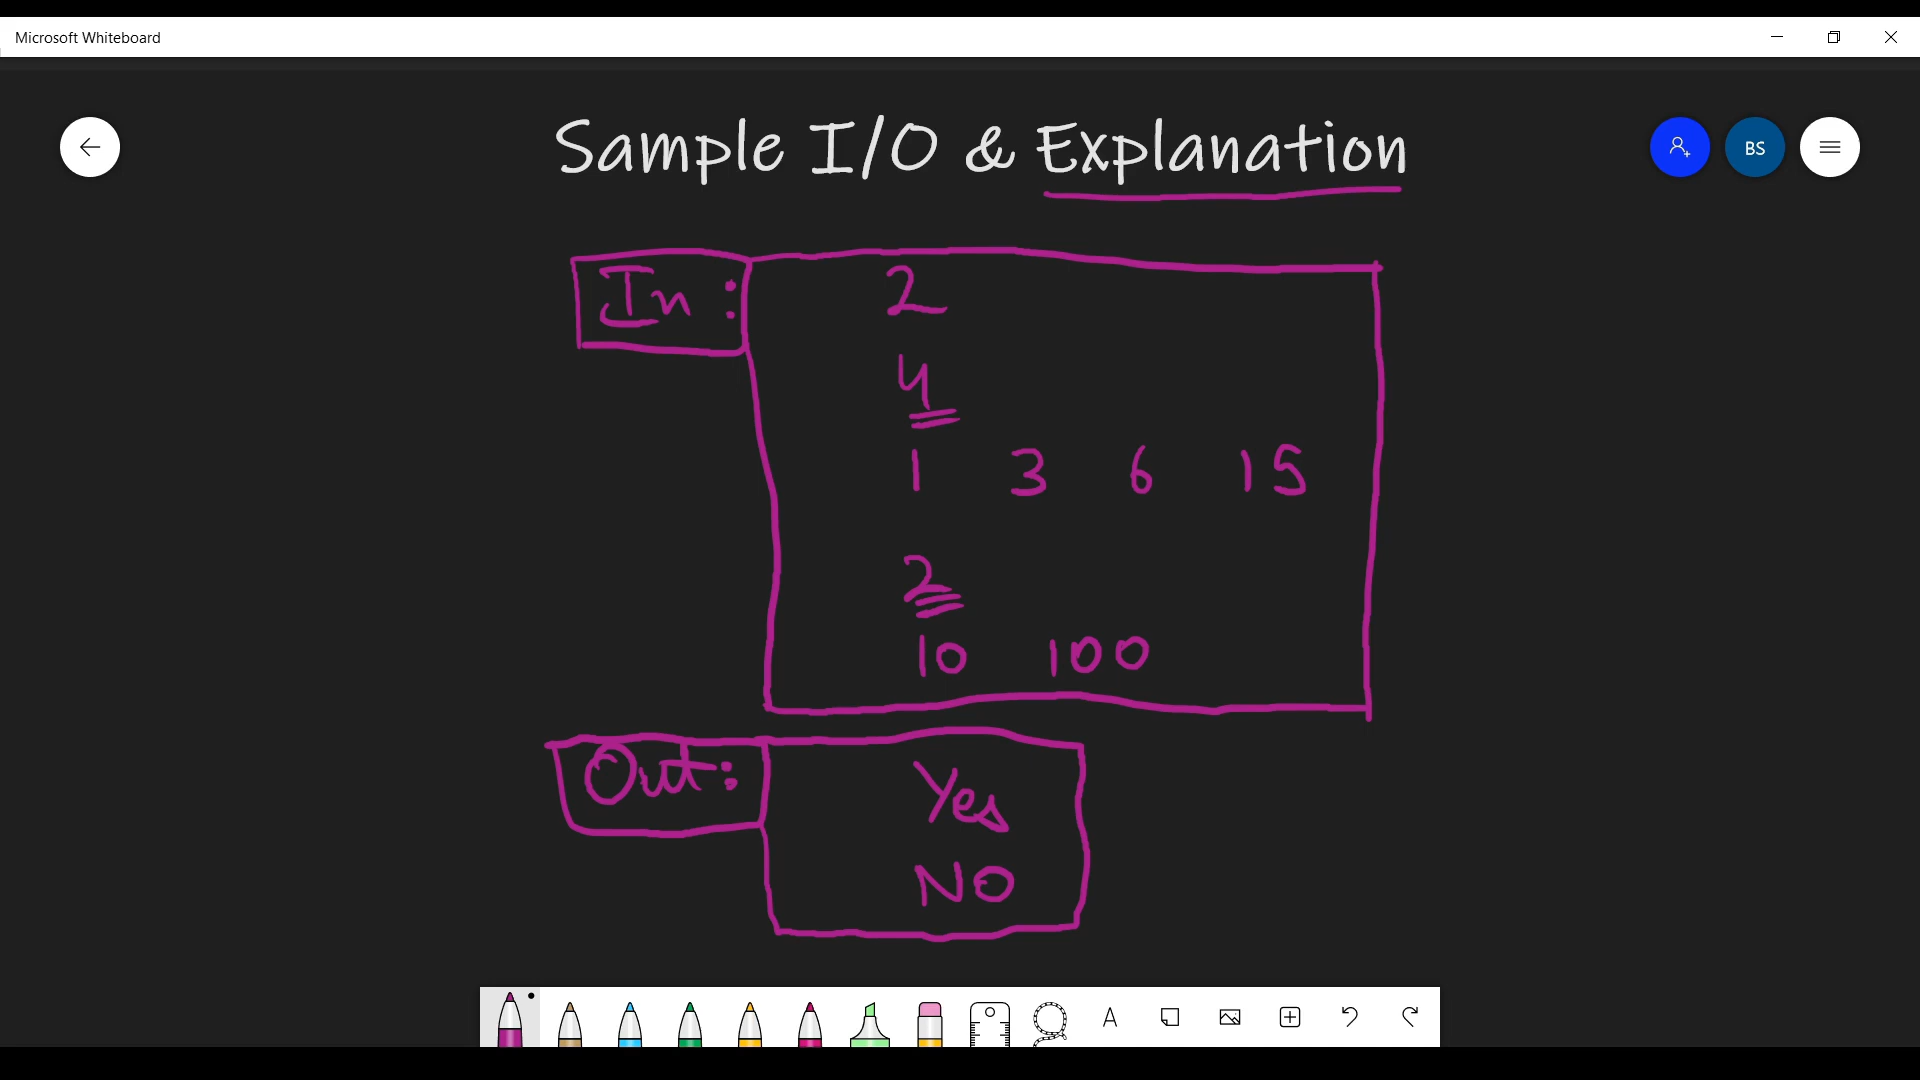 Microsoft Whiteboard
Sample I/O & Explanation
BS
In :
2
4
1 3 6 15
2
10 100
Out:
Yes
NO
A